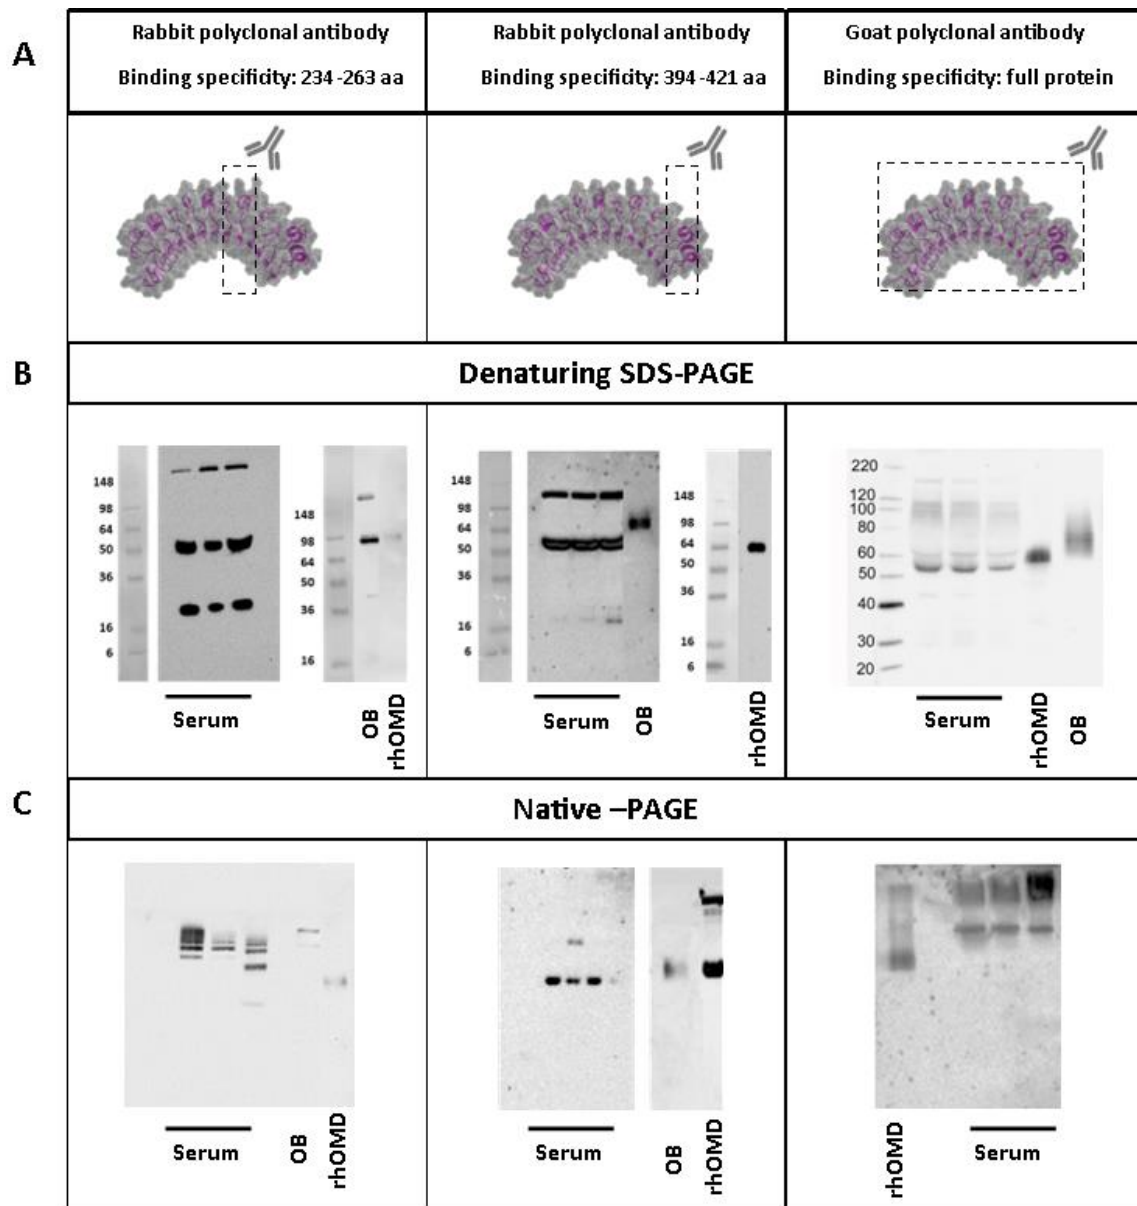 A
Rabbit polyclonal antibody
Binding specificity: 234 -263 aa
Rabbit polyclonal antibody
Binding specificity: 394 -421 aa
Goat polyclonal antibody
Binding specificity: full protein
B
Denaturing SDS-PAGE
148
98
64
50
36
16
6
Serum
148
98
64
50
36
16
OB
rhOMD
148
98
64
50
36
16
6
Serum
OB
148
98
64
50
36
16
6
rhOMD
220
120
100
80
60
50
40
30
20
Serum
rhOMD
OB
C
Native –PAGE
Serum
OB
rhOMD
Serum
OB
rhOMD
rhOMD
Serum